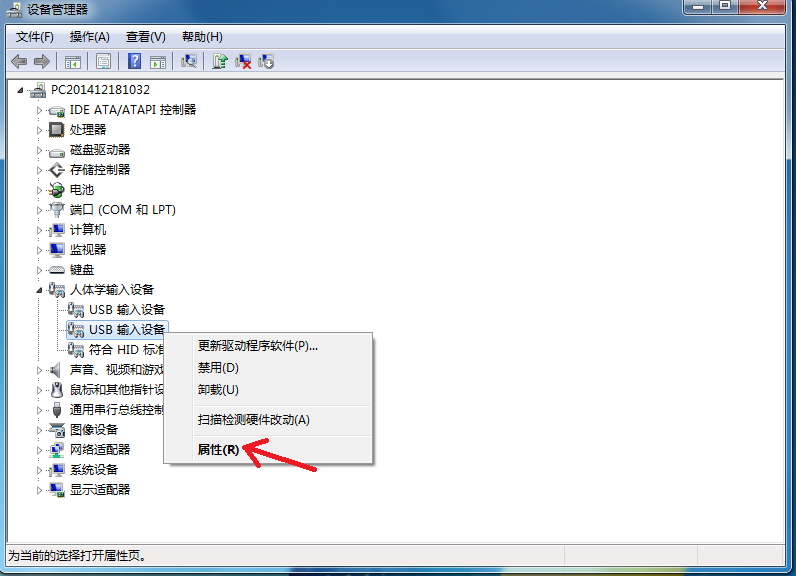 设备管理器
文件(F) 操作(A) 查看(V) 帮助(H)
PC201412181032
IDE ATA/ATAPI 控制器
处理器
磁盘驱动器
存储控制器
电池
端口 (COM 和 LPT)
计算机
监视器
键盘
人体学输入设备
USB 输入设备
USB 输入设备
符合 HID 标准
声音、视频和游戏
鼠标和其他指针设
通用串行总线控制
图像设备
网络适配器
系统设备
显示适配器
更新驱动程序软件(P)...
禁用(D)
卸载(U)
扫描检测硬件改动(A)
属性(R)
为当前的选择打开属性页。